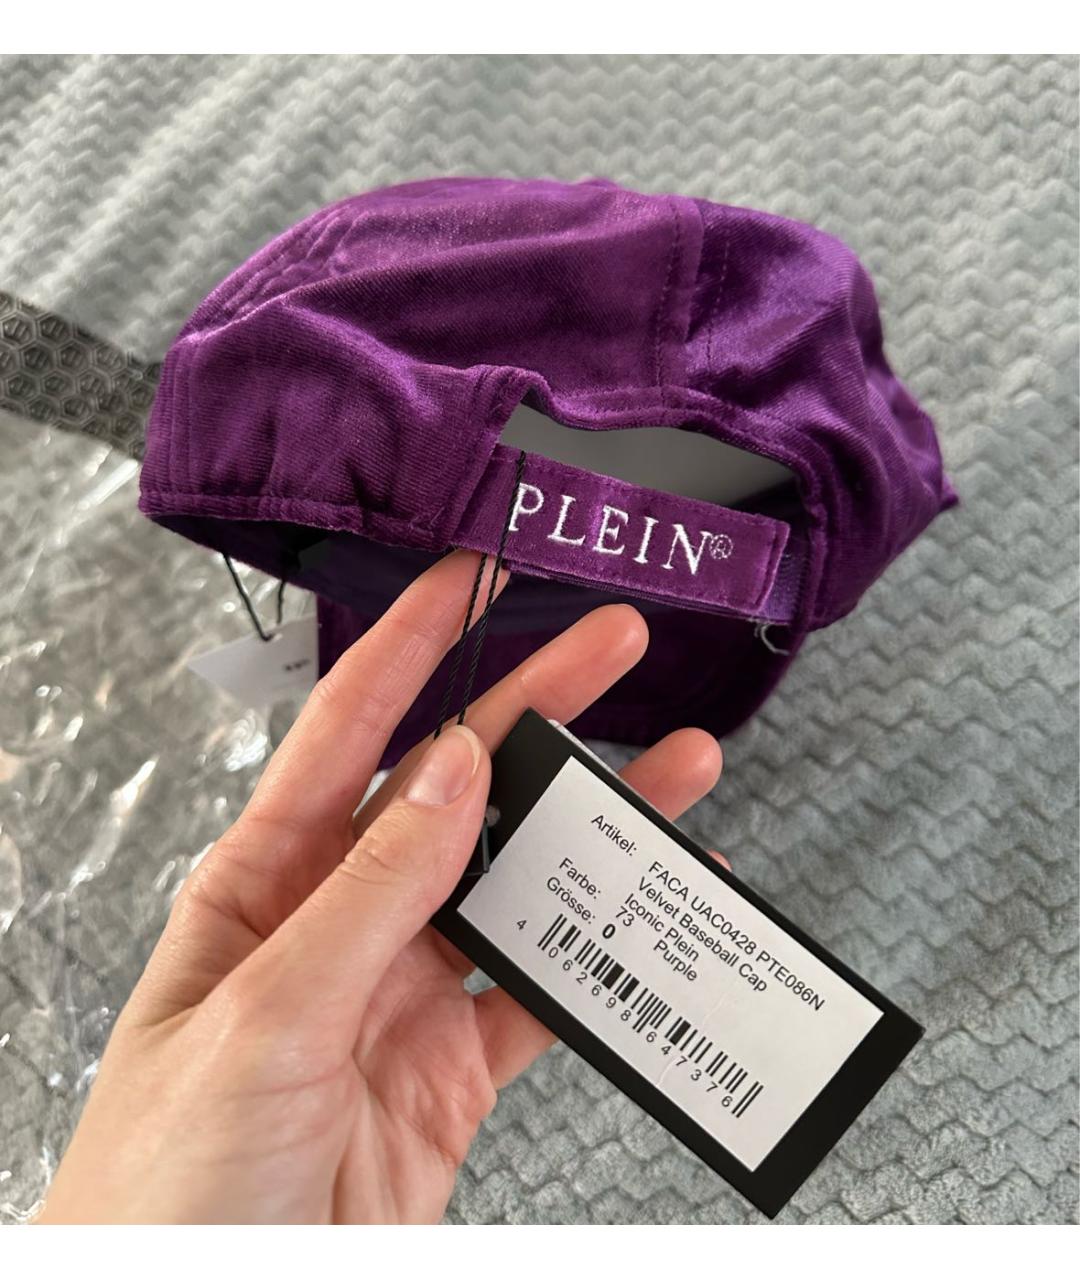 PLEIN®
Artikel: FACA UAC0428 PTE086N
Velvet Baseball Cap
Iconic Plein
Farbe: 73 Purple
Grösse: 0
4 062698 647376